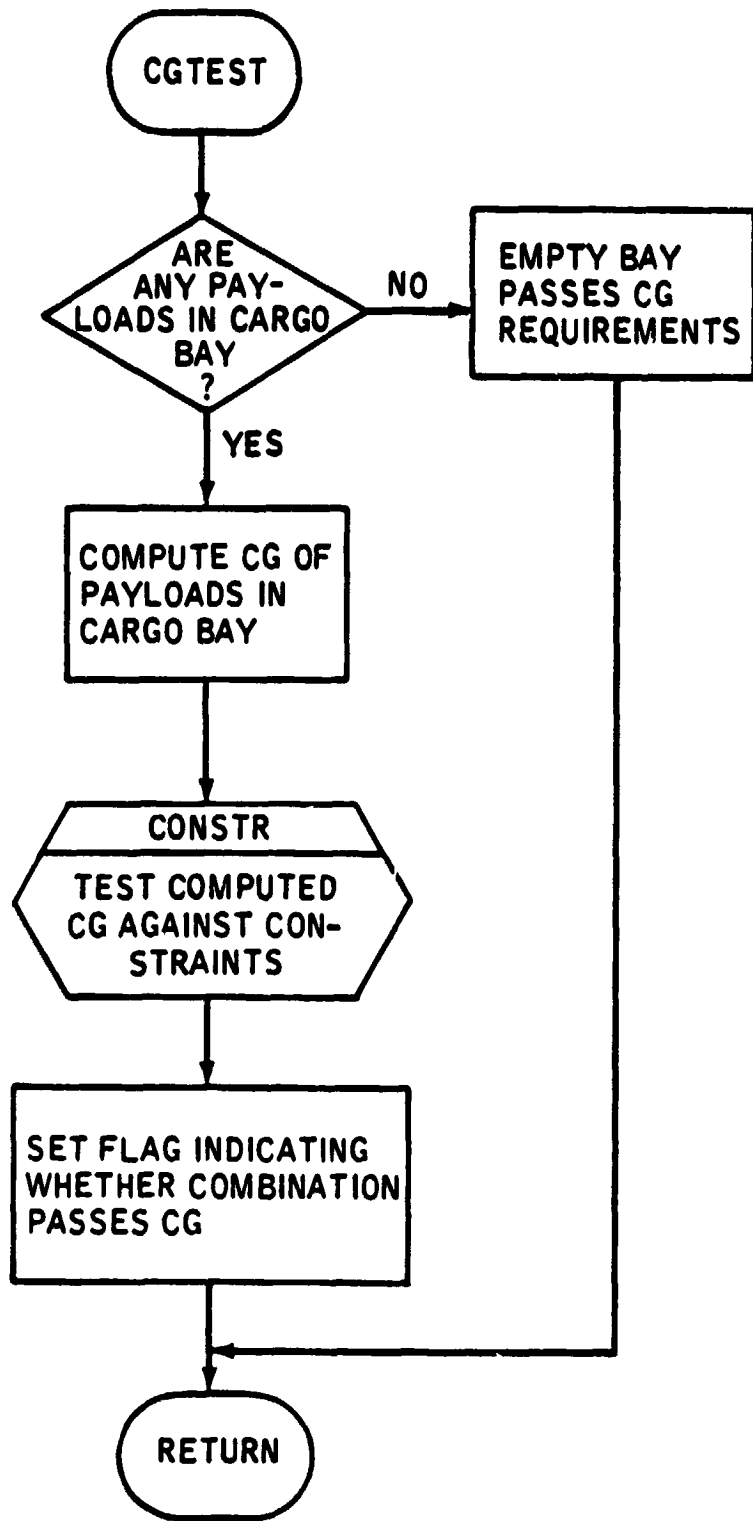 CGTEST
ARE
ANY PAY-
LOADS IN CARGO
BAY
?
NO
EMPTY BAY
PASSES CG
REQUIREMENTS
YES
COMPUTE CG OF
PAYLOADS IN
CARGO BAY
CONSTR
TEST COMPUTED
CG AGAINST CON-
STRAINTS
SET FLAG INDICATING
WHETHER COMBINATION
PASSES CG
RETURN